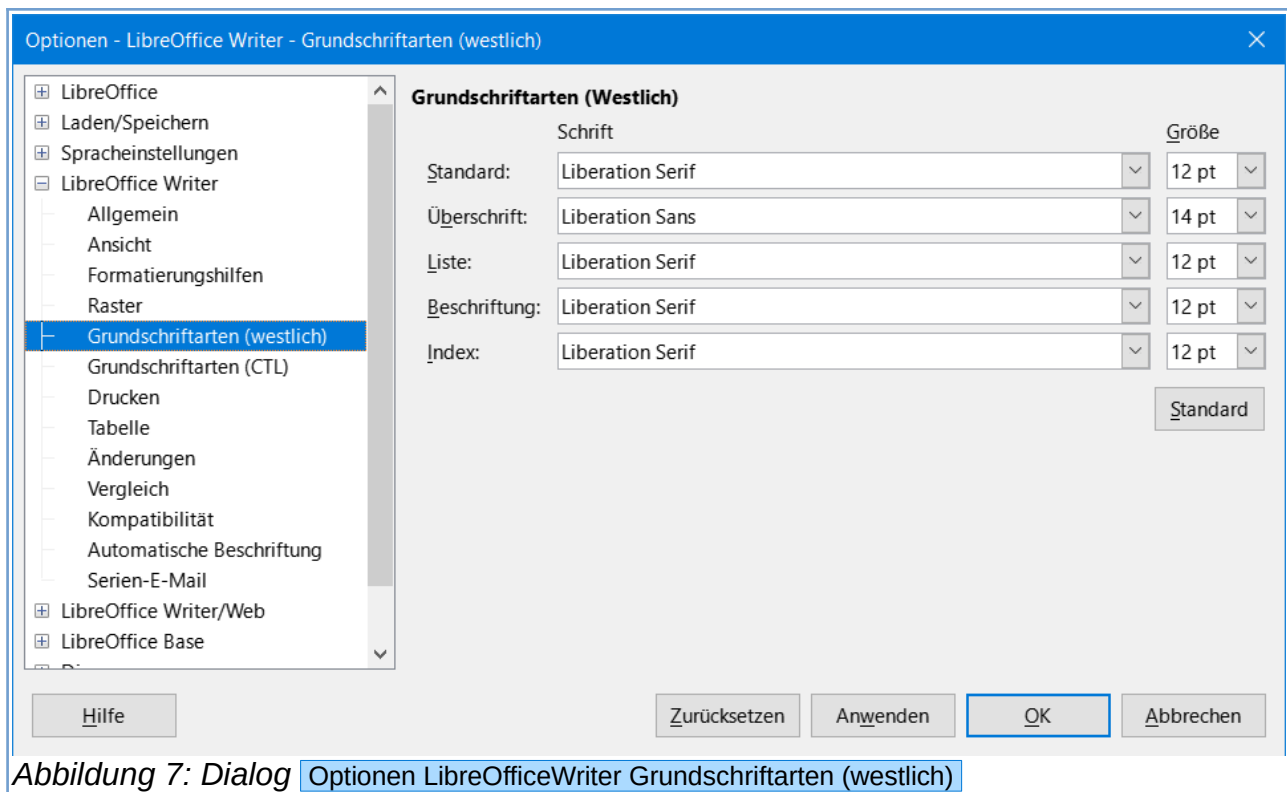 Optionen - LibreOffice Writer - Grundschriftarten (westlich)
LibreOffice
Laden/Speichern
Spracheinstellungen
LibreOffice Writer
Allgemein
Ansicht
Formatierungshilfen
Raster
Grundschriftarten (westlich)
Grundschriftarten (CTL)
Drucken
Tabelle
Änderungen
Vergleich
Kompatibilität
Automatische Beschriftung
Serien-E-Mail
LibreOffice Writer/Web
LibreOffice Base
Grundschriftarten (Westlich)
Schrift Größe
Standard: Liberation Serif 12 pt
Überschrift: Liberation Sans 14 pt
Liste: Liberation Serif 12 pt
Beschriftung: Liberation Serif 12 pt
Index: Liberation Serif 12 pt
Standard
Hilfe Zurücksetzen Anwenden OK Abbrechen
Abbildung 7: Dialog Optionen LibreOfficeWriter Grundschriftarten (westlich)